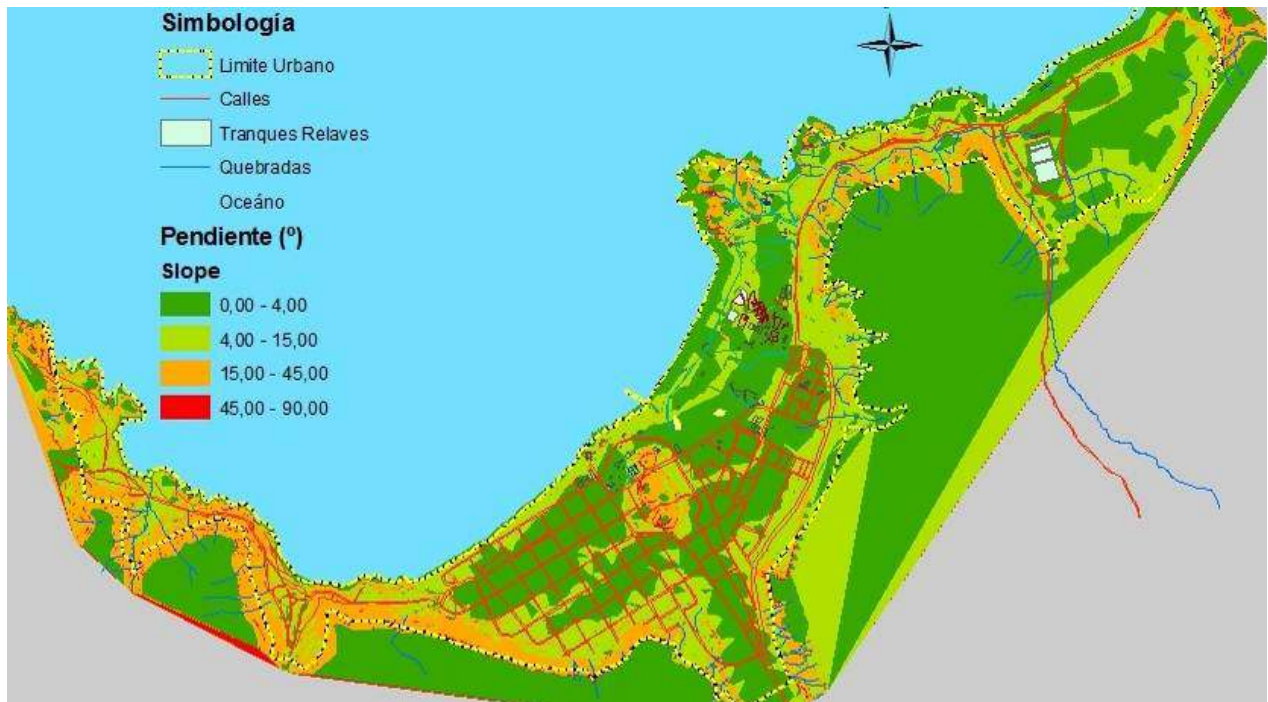 Simbología
Limite Urbano
Calles
Tranques Relaves
Quebradas
Oceáno
Pendiente (º)
Slope
0,00 - 4,00
4,00 - 15,00
15,00 - 45,00
45,00 - 90,00